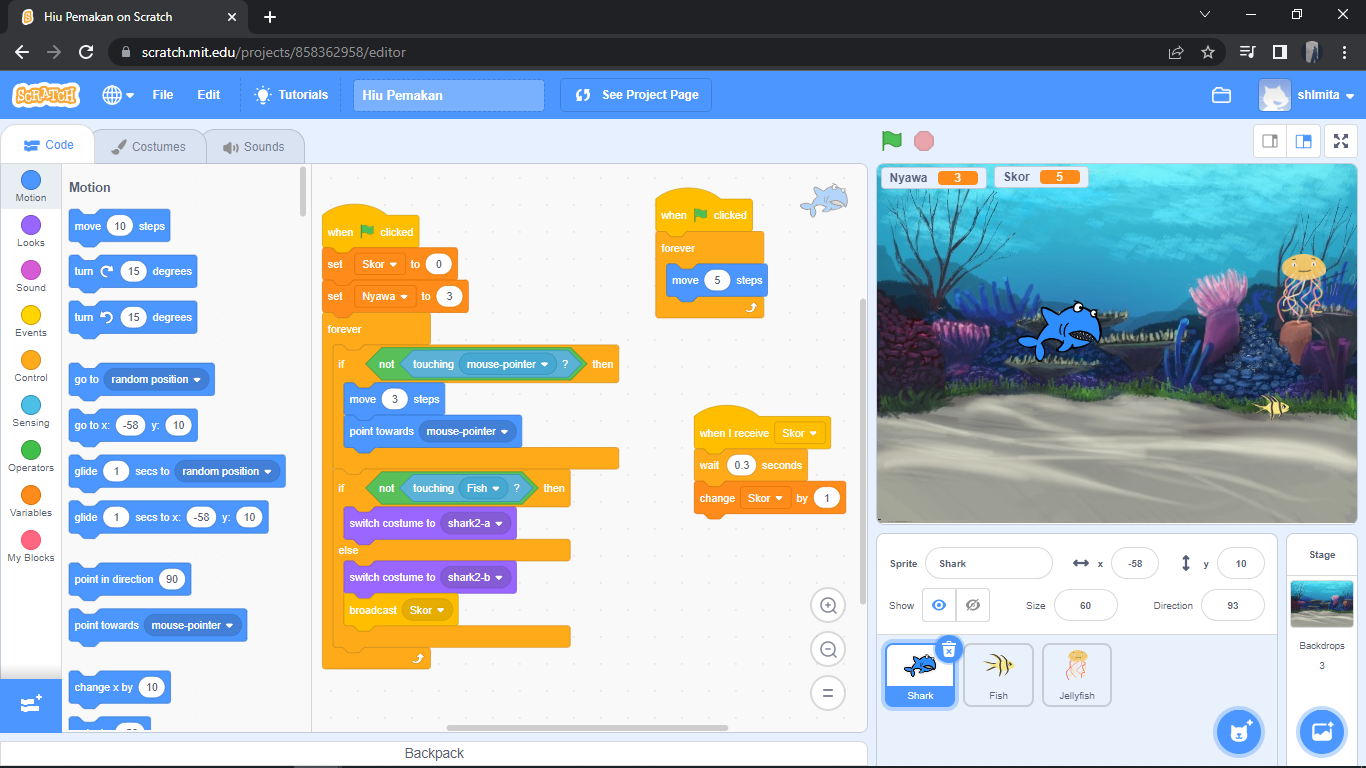 Hiu Pemakan on Scratch
scratch.mit.edu/projects/858362958/editor
SCRATCH
File
Edit
Tutorials
Hiu Pemakan
See Project Page
shlmita
Code
Costumes
Sounds
Motion
Looks
Sound
Events
Control
Sensing
Operators
Variables
My Blocks
Motion
move 10 steps
turn 15 degrees
turn 15 degrees
go to random position
go to x: -58 y: 10
glide 1 secs to random position
glide 1 secs to x: -58 y: 10
point in direction 90
point towards mouse-pointer
change x by 10
when clicked
set Skor to 0
set Nyawa to 3
forever
if not touching mouse-pointer ? then
move 3 steps
point towards mouse-pointer
if not touching Fish ? then
switch costume to shark2-a
else
switch costume to shark2-b
broadcast Skor
when clicked
forever
move 5 steps
when I receive Skor
wait 0.3 seconds
change Skor by 1
Nyawa 3
Skor 5
Sprite Shark x -58 y 10
Show Size 60 Direction 93
Shark
Fish
Jellyfish
Stage
Backdrops
3
Backpack